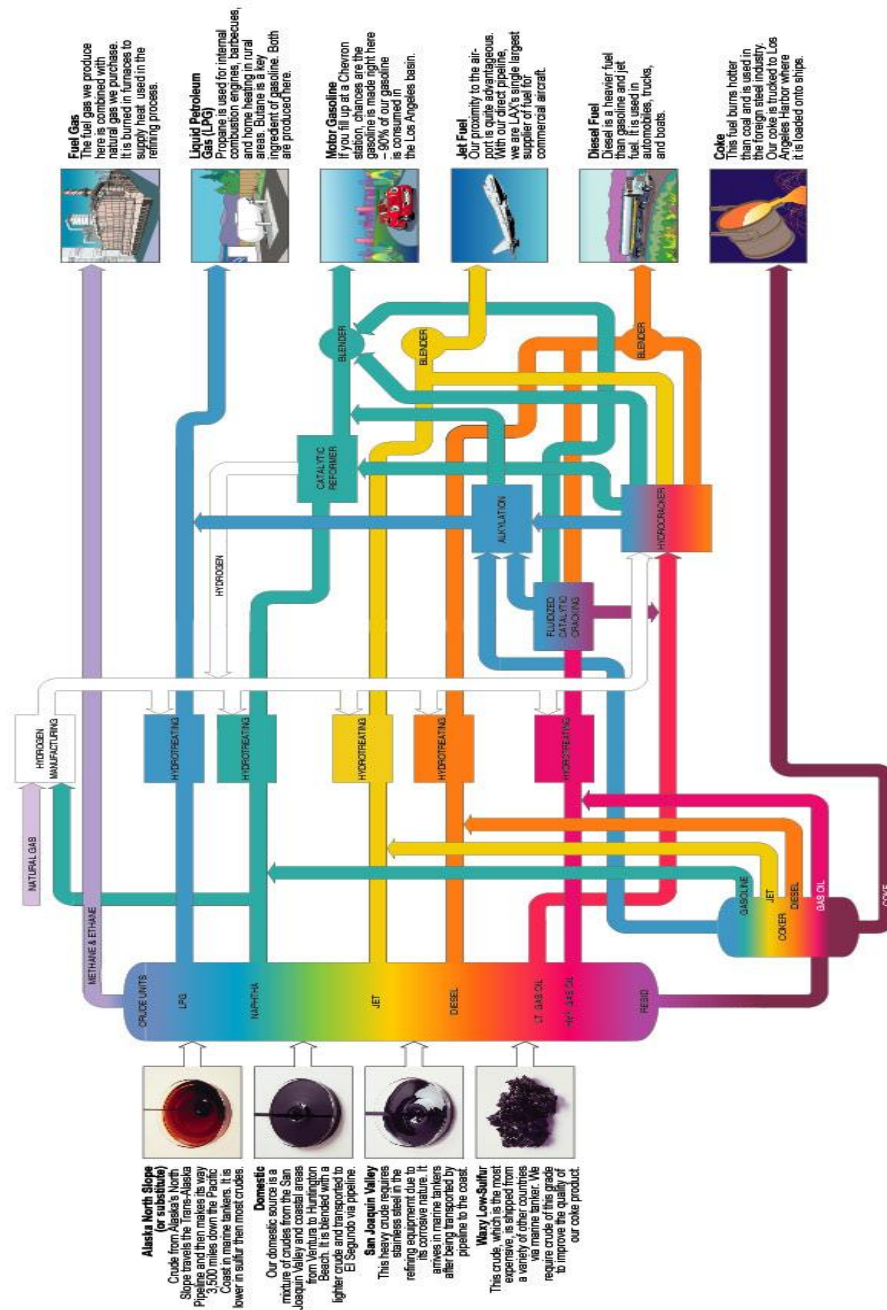 Alaska North Slope
(or substitute)
Crude from Alaska's North
Slope travels the Trans-Alaska
Pipeline and then makes its way
3,500 miles down the Pacific
Coast in marine tankers. It is
lower in sulfur then most crudes.
Domestic
Our domestic source is a
mixture of crudes from the San
Joaquin Valley and coastal areas
from Ventura to Huntington
Beach. It is blended with a
lighter crude and transported to
El Segundo via pipeline.
San Joaquin Valley
This heavy crude requires
stainless steel in the
refining equipment due to
its corrosive nature. It
arrives in marine tankers
after being transported by
pipeline to the coast.
Waxy Low-Sulfur
This crude, which is the most
expensive, is shipped from
a variety of other countries
via marine tanker. We
require crude of this grade
to improve the quality of
our coke product.
CRUDE UNITS
LPG
NAPHTHA
JET
DIESEL
LT. GAS OIL
HVY. GAS OIL
RESID
METHANE & ETHANE
NATURAL GAS
HYDROGEN
MANUFACTURING
HYDROTREATING
HYDROTREATING
HYDROTREATING
HYDROTREATING
HYDROTREATING
COKER
GASOLINE
JET
DIESEL
GAS OIL
COKE
HYDROGEN
FLUIDIZED
CATALYTIC
CRACKING
ALKYLATION
HYDROCRACKER
CATALYTIC
REFORMER
BLENDER
BLENDER
BLENDER
Fuel Gas
The fuel gas we produce
here is combined with
natural gas we purchase.
It is burned in furnaces to
supply heat used in the
refining process.
Liquid Petroleum
Gas (LPG)
Propane is used for internal
combustion engines, barbecues,
and home heating in rural
areas. Butane is a key
ingredient of gasoline. Both
are produced here.
Motor Gasoline
If you fill up at a Chevron
station, chances are the
gasoline is made right here
– 90% of our gasoline
is consumed in
the Los Angeles basin.
Jet Fuel
Our proximity to the air-
port is quite advantageous.
With our direct pipeline,
we are LAX's single largest
supplier of fuel for
commercial aircraft.
Diesel Fuel
Diesel is a heavier fuel
than gasoline and jet
fuel. It is used in
automobiles, trucks,
and boats.
Coke
This fuel burns hotter
than coal and is used in
the foreign steel industry.
Our coke is trucked to Los
Angeles Harbor where
it is loaded onto ships.